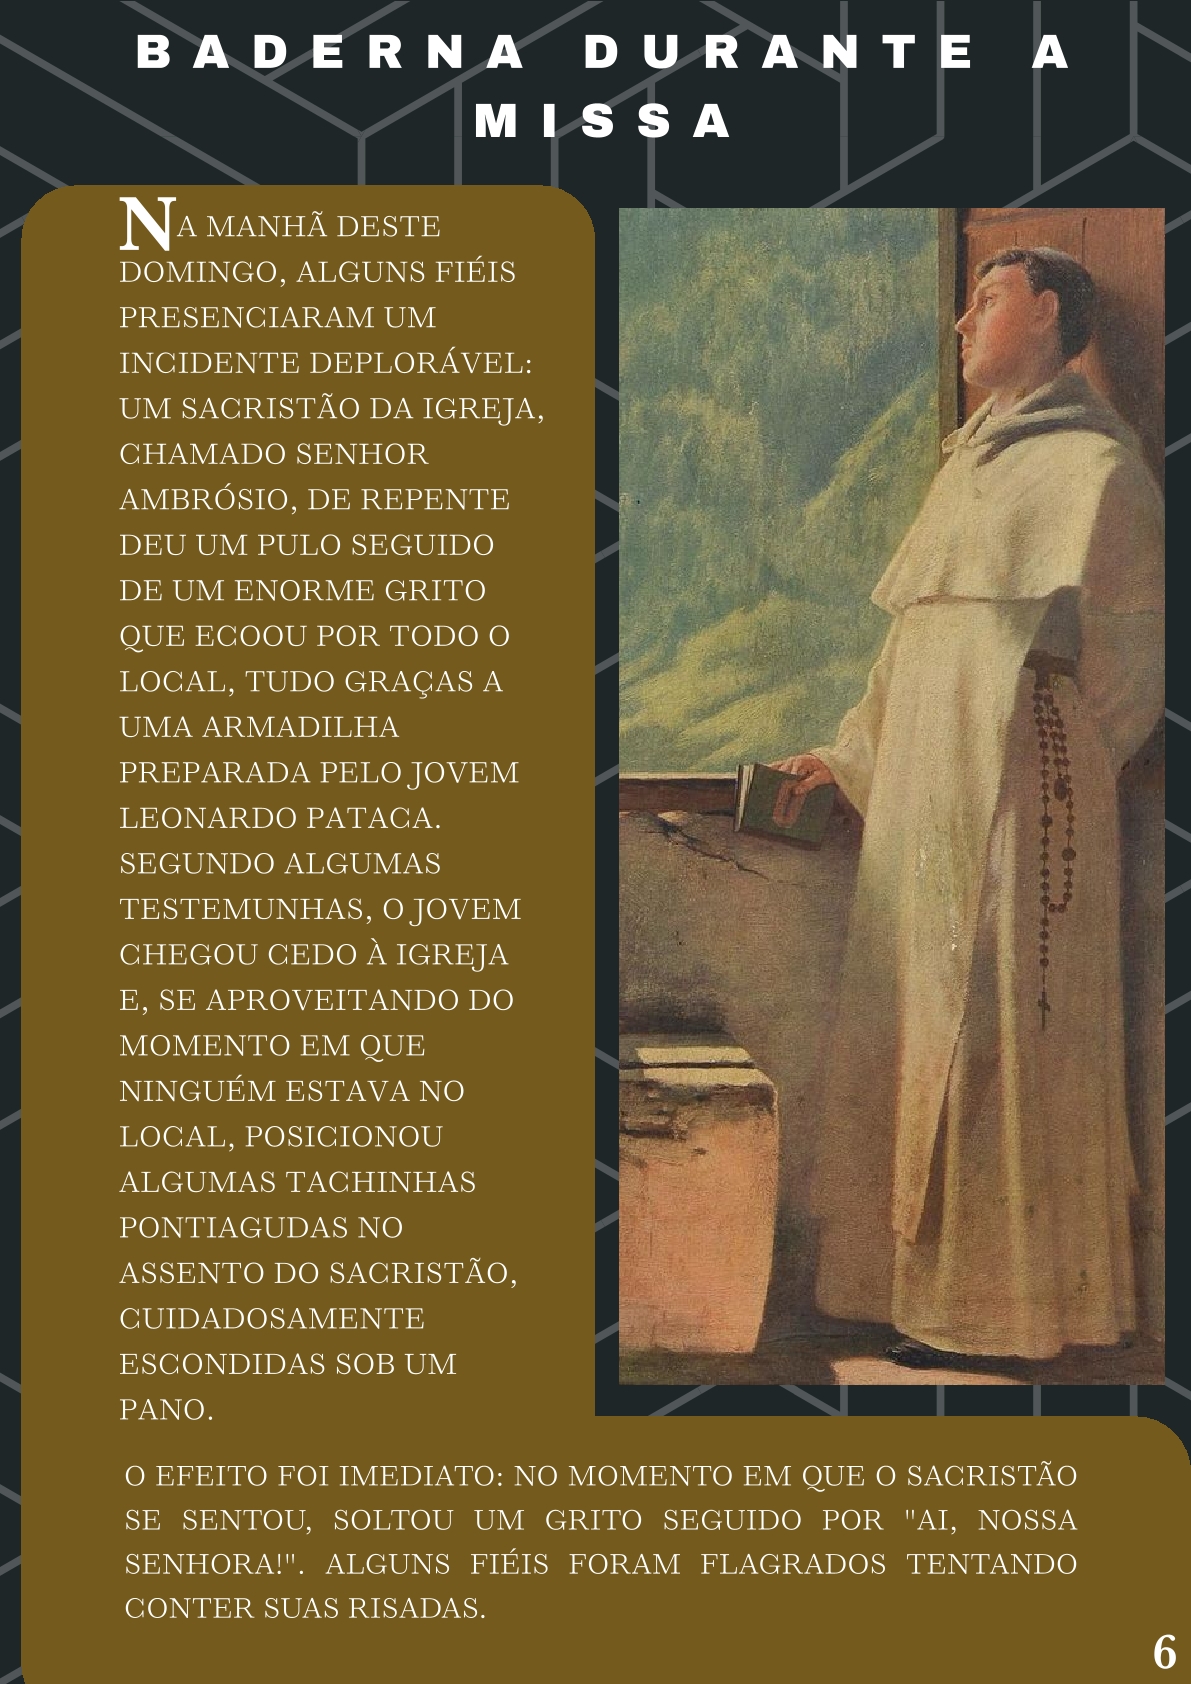 BADERNA DURANTE A
MISSA
NA MANHÃ DESTE
DOMINGO, ALGUNS FIÉIS
PRESENCIARAM UM
INCIDENTE DEPLORÁVEL:
UM SACRISTÃO DA IGREJA,
CHAMADO SENHOR
AMBRÓSIO, DE REPENTE
DEU UM PULO SEGUIDO
DE UM ENORME GRITO
QUE ECOOU POR TODO O
LOCAL, TUDO GRAÇAS A
UMA ARMADILHA
PREPARADA PELO JOVEM
LEONARDO PATACA.
SEGUNDO ALGUMAS
TESTEMUNHAS, O JOVEM
CHEGOU CEDO À IGREJA
E, SE APROVEITANDO DO
MOMENTO EM QUE
NINGUÉM ESTAVA NO
LOCAL, POSICIONOU
ALGUMAS TACHINHAS
PONTIAGUDAS NO
ASSENTO DO SACRISTÃO,
CUIDADOSAMENTE
ESCONDIDAS SOB UM
PANO.
O EFEITO FOI IMEDIATO: NO MOMENTO EM QUE O SACRISTÃO
SE SENTOU, SOLTOU UM GRITO SEGUIDO POR "AI, NOSSA
SENHORA!". ALGUNS FIÉIS FORAM FLAGRADOS TENTANDO
CONTER SUAS RISADAS.
6